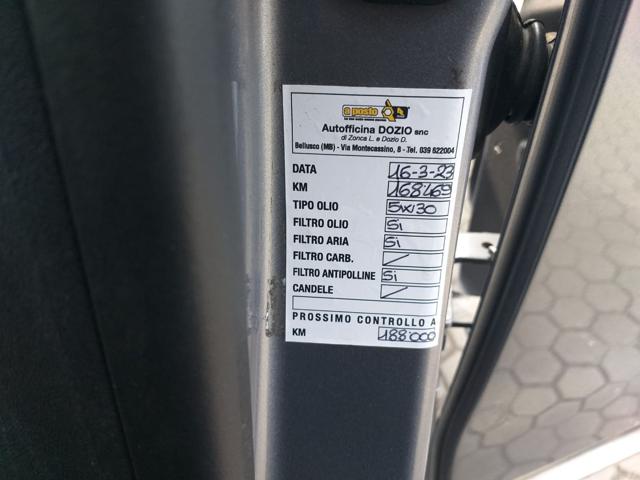 a posto
Autofficina DOZIO snc
di Zonca L. e Dozio D.
Bellusco (MB) - Via Montecassino, 8 - Tel. 039 622004
DATA 16-3-23
KM 168469
TIPO OLIO 5W30
FILTRO OLIO Si
FILTRO ARIA Si
FILTRO CARB. /
FILTRO ANTIPOLLINE Si
CANDELE /
PROSSIMO CONTROLLO A
KM 188'000